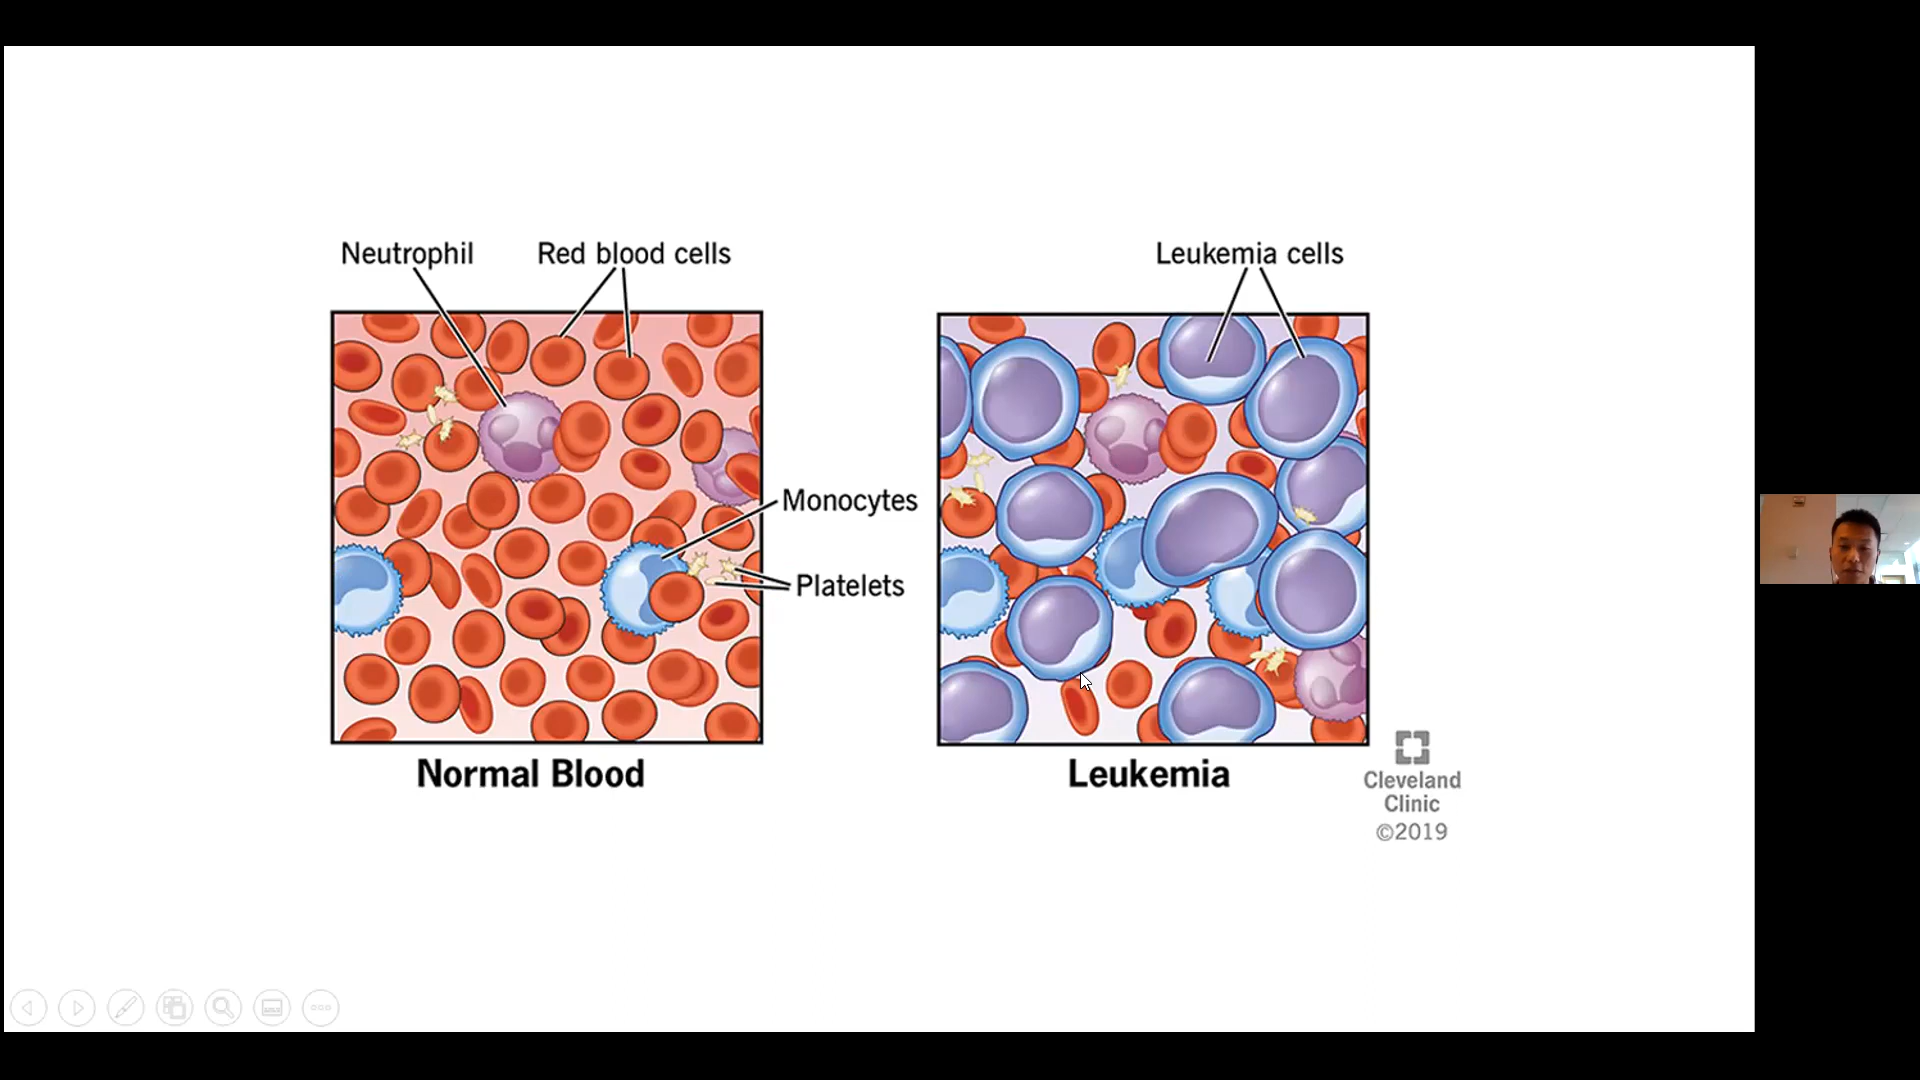 Neutrophil
Red blood cells
Leukemia cells
Monocytes
Platelets
Normal Blood
Leukemia
Cleveland
Clinic
©2019